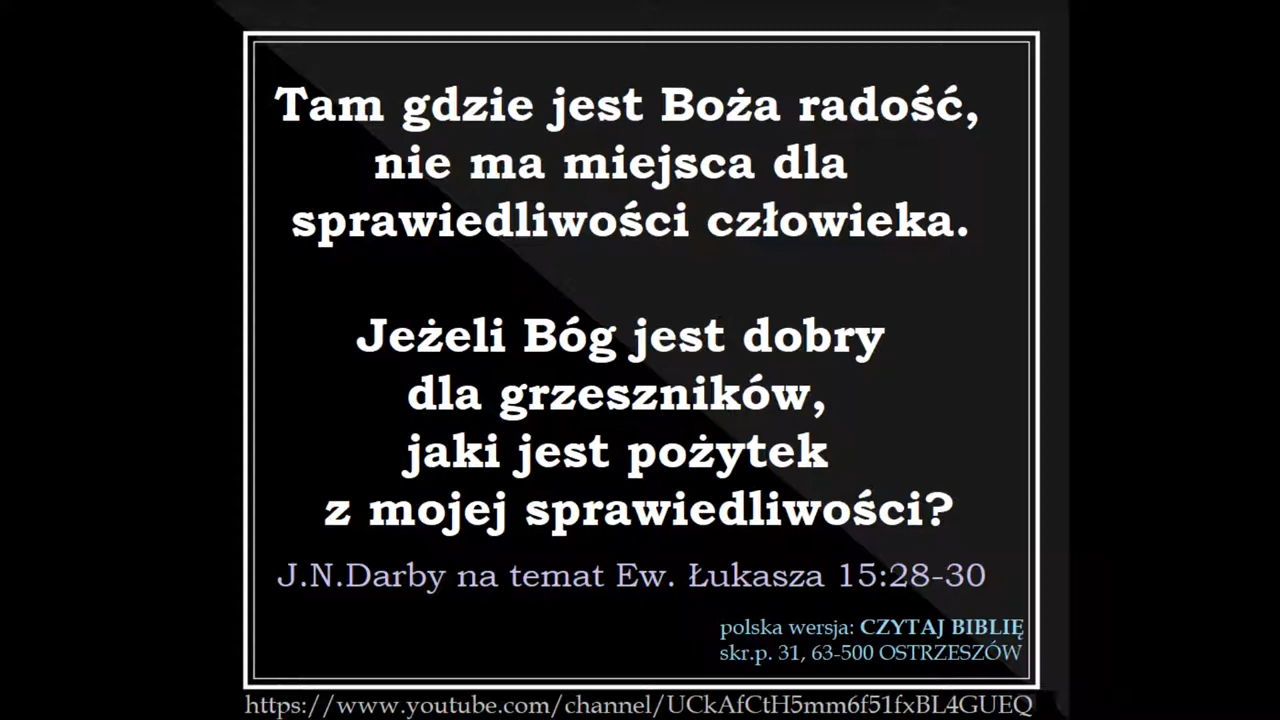 Tam gdzie jest Boża radość,
nie ma miejsca dla
sprawiedliwości człowieka.
Jeżeli Bóg jest dobry
dla grzeszników,
jaki jest pożytek
z mojej sprawiedliwości?
J.N.Darby na temat Ew. Łukasza 15:28-30
polska wersja: CZYTAJ BIBLIĘ
skr.p. 31, 63-500 OSTRZESZÓW
https://www.youtube.com/channel/UCkAfCtH5mm6f51fxBL4GUEQ